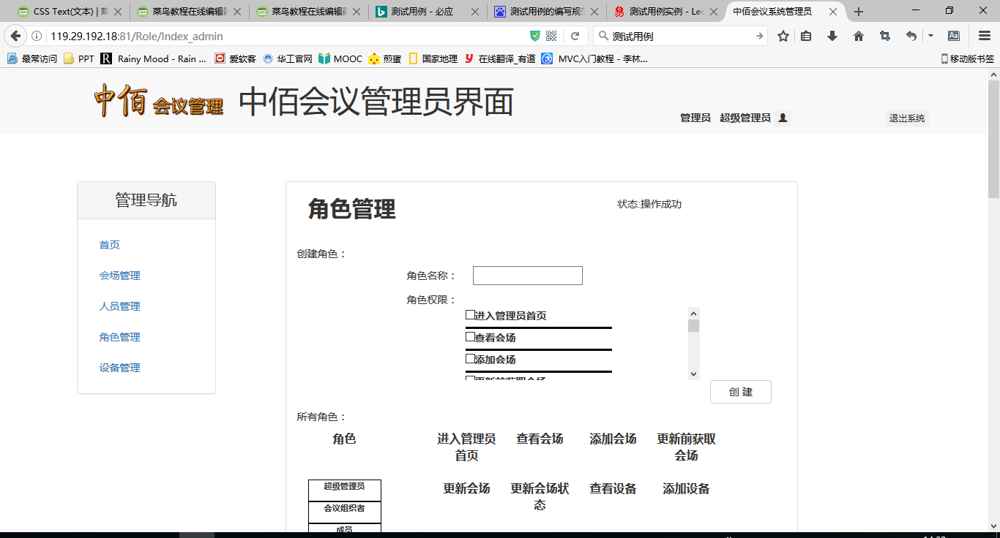 CSS Text(文本) | 菜 菜鸟教程在线编辑器 菜鸟教程在线编辑器 测试用例 - 必应 测试用例的编写规范 测试用例实例 - Leo 中佰会议系统管理员
119.29.192.18:81/Role/Index_admin 测试用例
最常访问 PPT Rainy Mood - Rain ... 爱软客 华工官网 MOOC 煎蛋 国家地理 在线翻译_有道 MVC入门教程 - 李林... 移动版书签
中佰 会议管理 中佰会议管理员界面
管理员 超级管理员 退出系统
管理导航
首页
会场管理
人员管理
角色管理
设备管理
角色管理 状态:操作成功
创建角色：
角色名称：
角色权限：
进入管理员首页
查看会场
添加会场
更新前获取会场
创 建
所有角色：
角色 进入管理员首页 查看会场 添加会场 更新前获取会场
超级管理员 更新会场 更新会场状态 查看设备 添加设备
会议组织者
成员